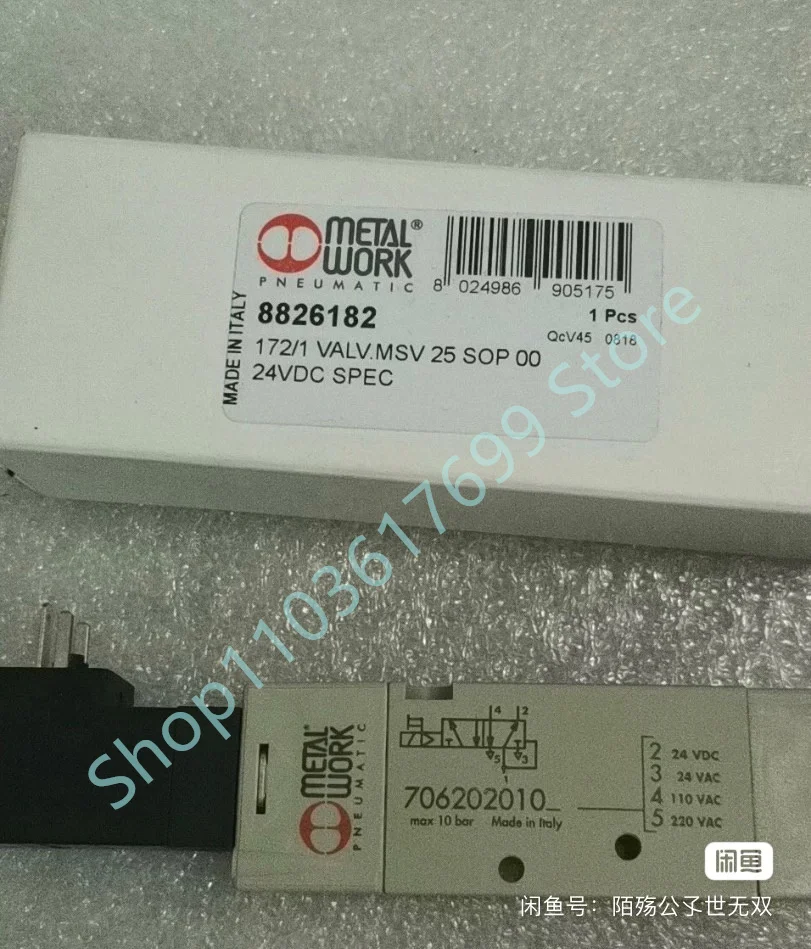 METAL®
WORK
PNEUMATIC
8 024986 905175
8826182
1 Pcs
QcV45 0818
172/1 VALV.MSV 25 SOP 00
24VDC SPEC
MADE IN ITALY
Shop1103617699 Store
METAL
WORK
PNEUMATIC
4 2
5 3
1
706202010_
max 10 bar Made in Italy
2 24 VDC
3 24 VAC
4 110 VAC
5 220 VAC
闲鱼
闲鱼号：陌殇公子世无双